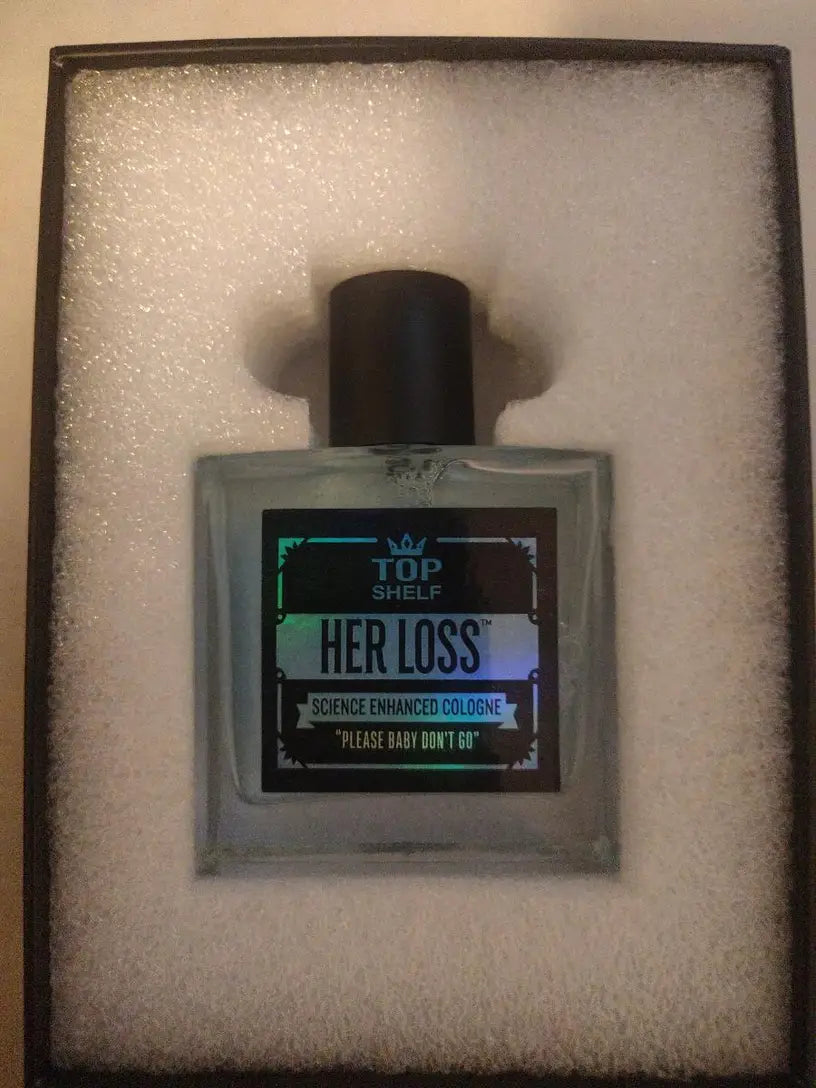 TOP
SHELF
HER LOSS™
SCIENCE ENHANCED COLOGNE
"PLEASE BABY DON'T GO"